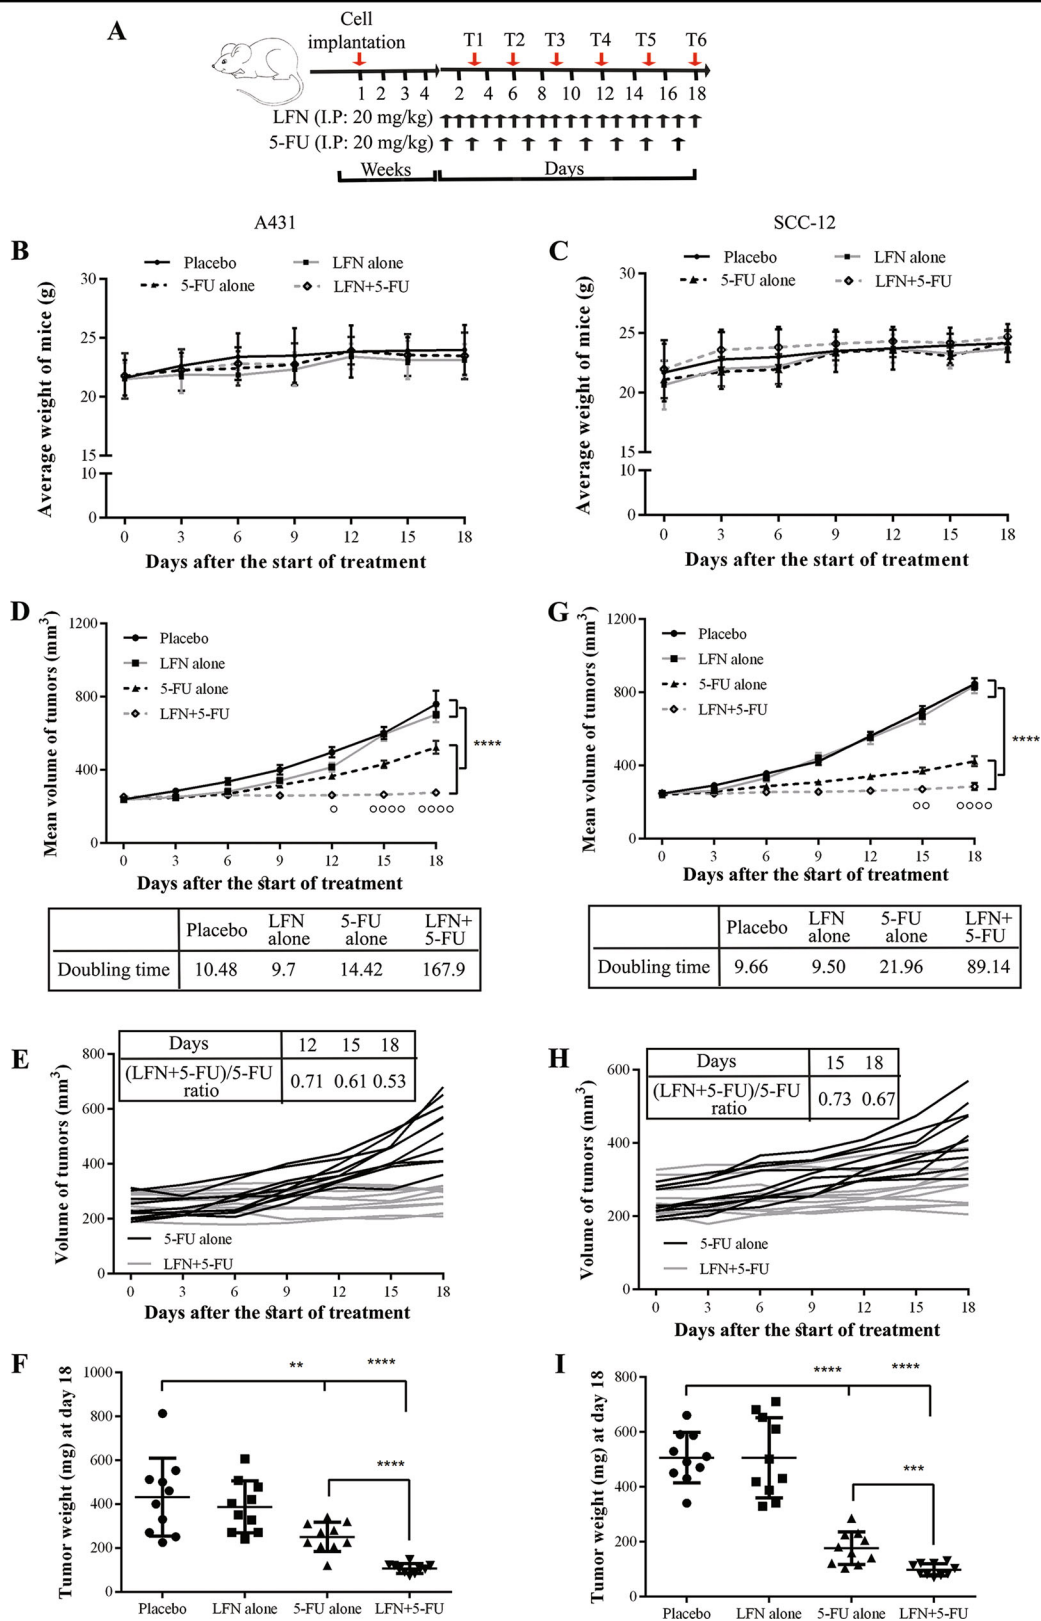 A
Cell
implantation
T1 T2 T3 T4 T5 T6
1 2 3 4 2 4 6 8 10 12 14 16 18
LFN (I.P: 20 mg/kg)
5-FU (I.P: 20 mg/kg)
Weeks Days
A431
B
Placebo LFN alone
5-FU alone LFN+5-FU
Average weight of mice (g)
30
25
20
15
10
0
0 3 6 9 12 15 18
Days after the start of treatment
SCC-12
C
Placebo LFN alone
5-FU alone LFN+5-FU
Average weight of mice (g)
30
25
20
15
10
0
0 3 6 9 12 15 18
Days after the start of treatment
D
Mean volume of tumors (mm3)
1200
800
400
0
Placebo
LFN alone
5-FU alone
LFN+5-FU
****
0 3 6 9 12 15 18
Days after the start of treatment
Placebo LFN alone 5-FU alone LFN+ 5-FU
Doubling time 10.48 9.7 14.42 167.9
G
Mean volume of tumors (mm3)
1200
800
400
0
Placebo
LFN alone
5-FU alone
LFN+5-FU
****
0 3 6 9 12 15 18
Days after the start of treatment
Placebo LFN alone 5-FU alone LFN+ 5-FU
Doubling time 9.66 9.50 21.96 89.14
E
Days 12 15 18
(LFN+5-FU)/5-FU ratio 0.71 0.61 0.53
Volume of tumors (mm3)
800
600
400
200
0
5-FU alone
LFN+5-FU
0 3 6 9 12 15 18
Days after the start of treatment
H
Days 15 18
(LFN+5-FU)/5-FU ratio 0.73 0.67
Volume of tumors (mm3)
600
400
200
0
5-FU alone
LFN+5-FU
0 3 6 9 12 15 18
Days after the start of treatment
F
Tumor weight (mg) at day 18
1000
800
600
400
200
0
** ****
****
Placebo LFN alone 5-FU alone LFN+5-FU
I
Tumor weight (mg) at day 18
800
600
400
200
0
**** ****
***
Placebo LFN alone 5-FU alone LFN+5-FU